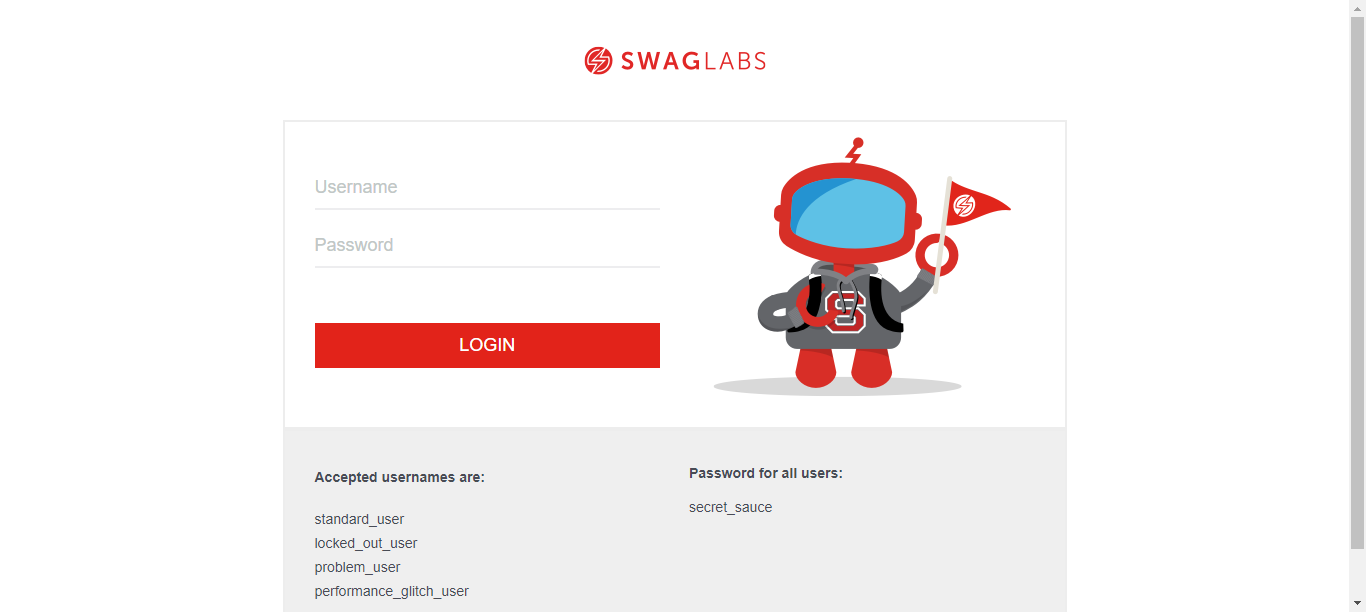 SWAGLABS
Username
Password
LOGIN
S
Accepted usernames are:
standard_user
locked_out_user
problem_user
performance_glitch_user
Password for all users:
secret_sauce